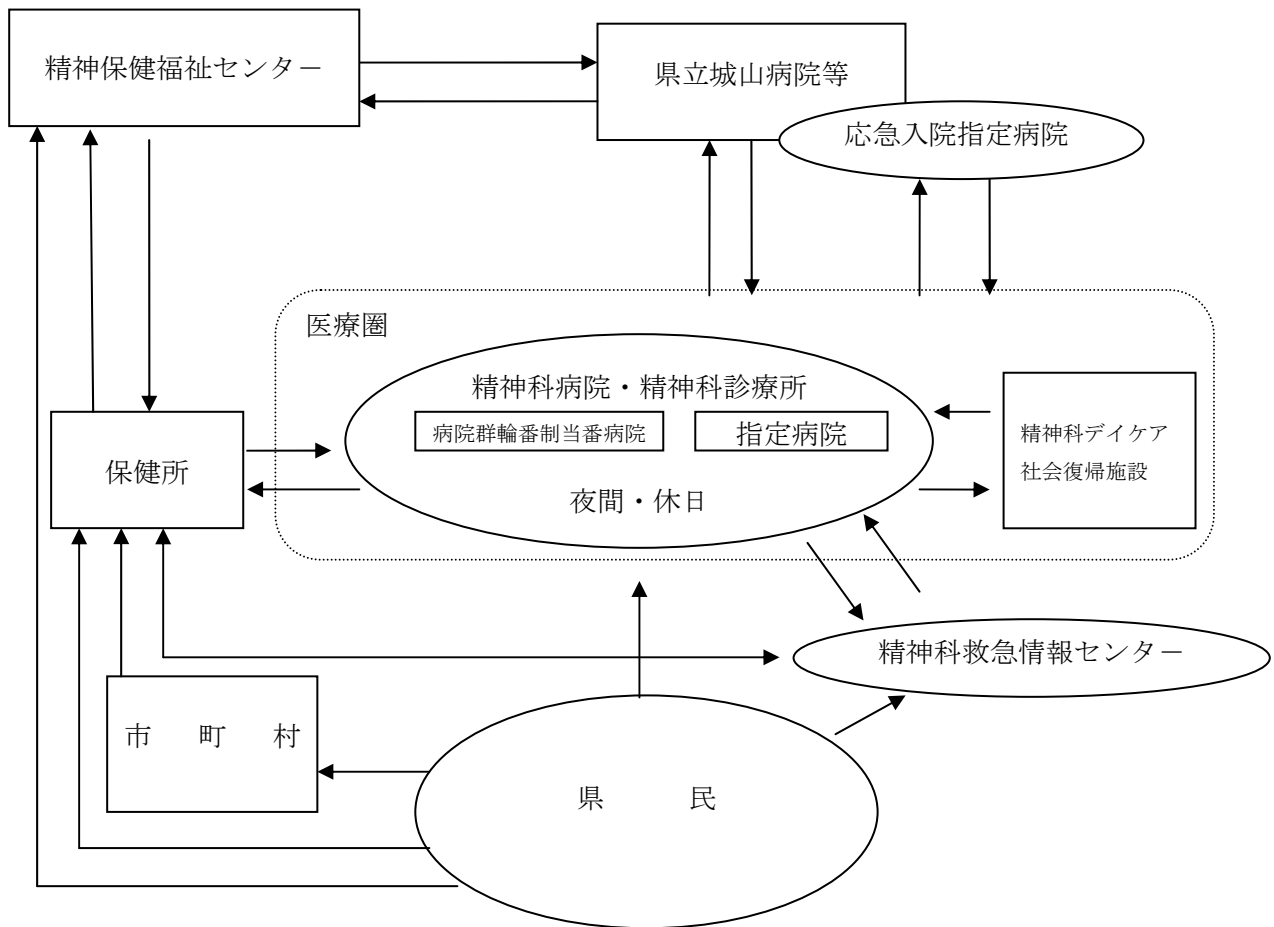 精神保健福祉センター
県立城山病院等
応急入院指定病院
医療圏
精神科病院・精神科診療所
病院群輪番制当番病院
指定病院
夜間・休日
精神科デイケア
社会復帰施設
保健所
精神科救急情報センター
市　町　村
県　　民